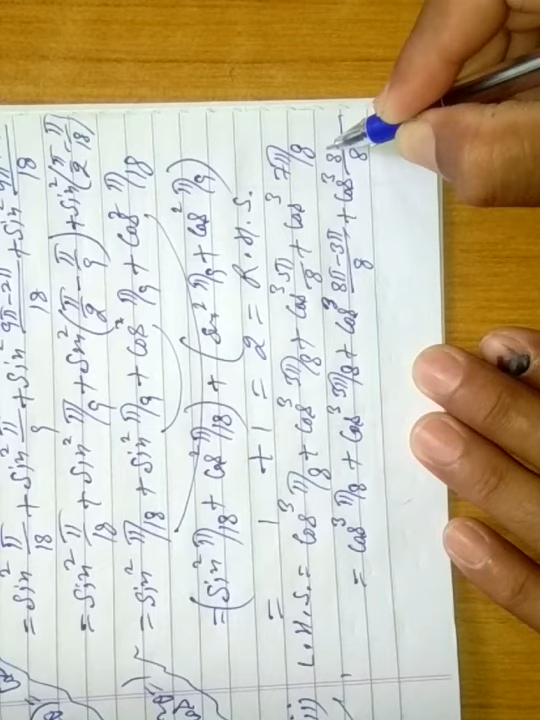 = sin² π/18 + sin² π/9 + sin² 9π-2π/18 + sin² 9π-
= sin² π/18 + sin² π/9 + sin² (π/2 - π/9) + sin² (π/2 - π/18)
= sin² π/18 + sin² π/9 + cos² π/9 + cos² π/18
= (sin² π/18 + cos² π/18) + (sin² π/9 + cos² π/9)
= 1 + 1 = 2 = R.H.S.
L.H.S. = cos³ π/8 + cos³ 3π/8 + cos³ 5π/8 + cos³ 7π/8
= cos³ π/8 + cos³ 3π/8 + cos³ 8π-3π/8 + cos³ 8